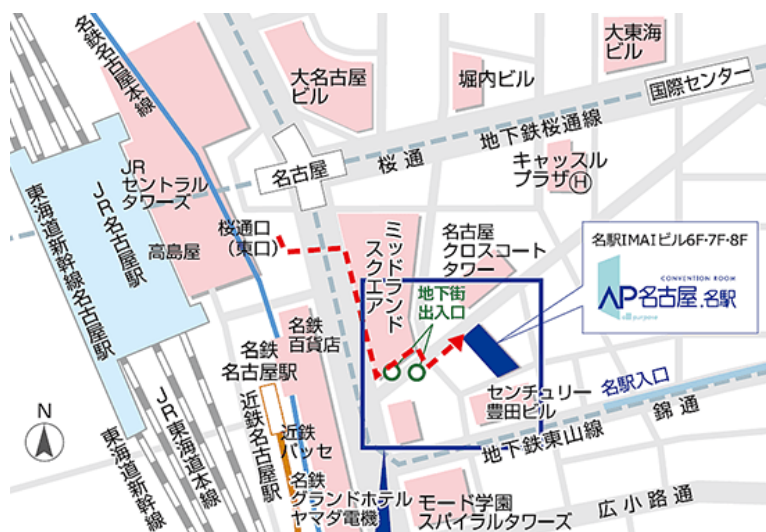 名鉄名古屋本線
大名古屋
ビル
堀内ビル
大東海
ビル
国際センター
地下鉄桜通線
桜通
名古屋
キャッスル
プラザⒽ
JR
セントラル
タワーズ
JR名古屋駅
東海道新幹線名古屋駅
高島屋
桜通口
(東口)
ミッドランド
スクエア
名古屋
クロスコート
タワー
名駅IMAIビル6F・7F・8F
CONVENTION ROOM
AP名古屋.名駅
all purpose
地下街
出入口
名鉄
百貨店
名鉄
名古屋駅
近鉄名古屋駅
近鉄
パッセ
センチュリー
豊田ビル
名駅入口
錦通
地下鉄東山線
N
東海道新幹線
JR東海道本線
名鉄
グランドホテル
ヤマダ電機
モード学園
スパイラルタワーズ
広小路通